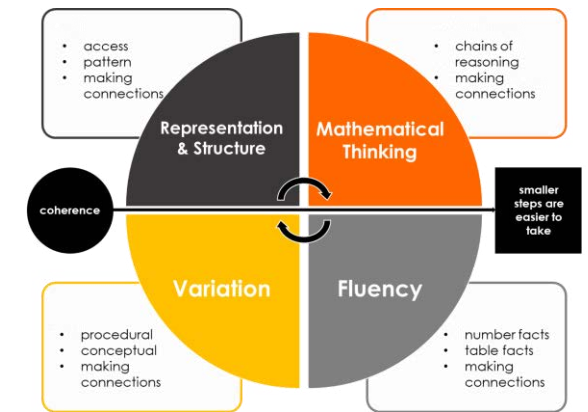 • access
• pattern
• making
connections
Representation
& Structure
Mathematical
Thinking
• chains of
reasoning
• making
connections
coherence
smaller
steps are
easier to
take
Variation
Fluency
• procedural
• conceptual
• making
connections
• number facts
• table facts
• making
connections